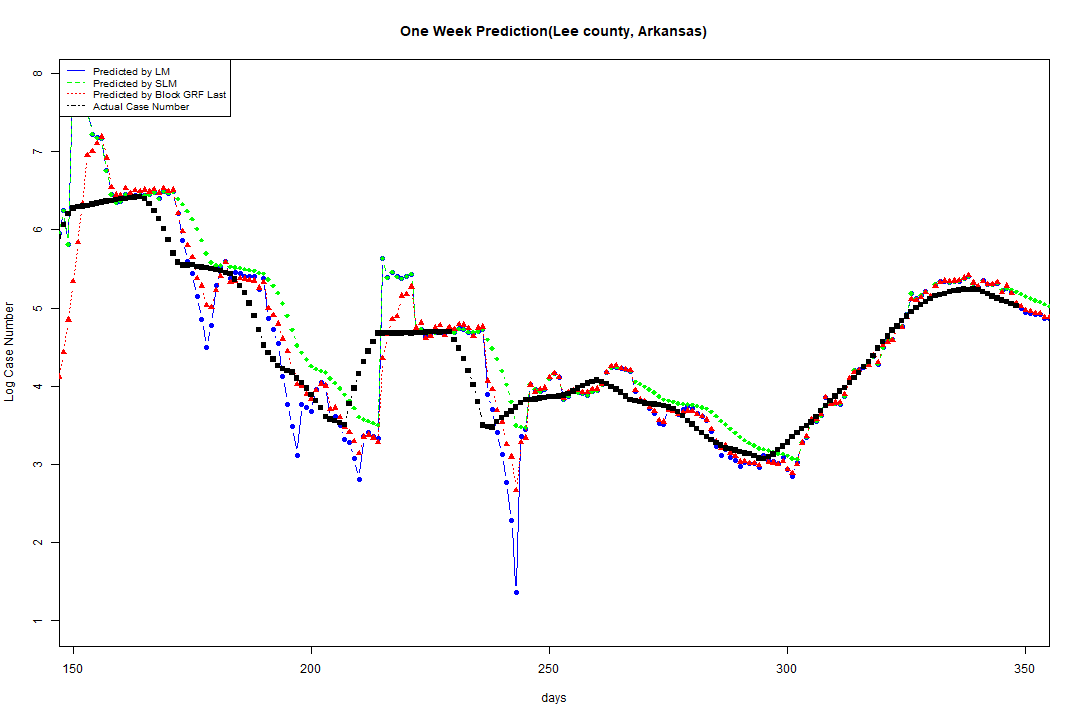 One Week Prediction(Lee county, Arkansas)
Predicted by LM
Predicted by SLM
Predicted by Block GRF Last
Actual Case Number
8
7
6
5
4
3
2
1
Log Case Number
150 200 250 300 350
days